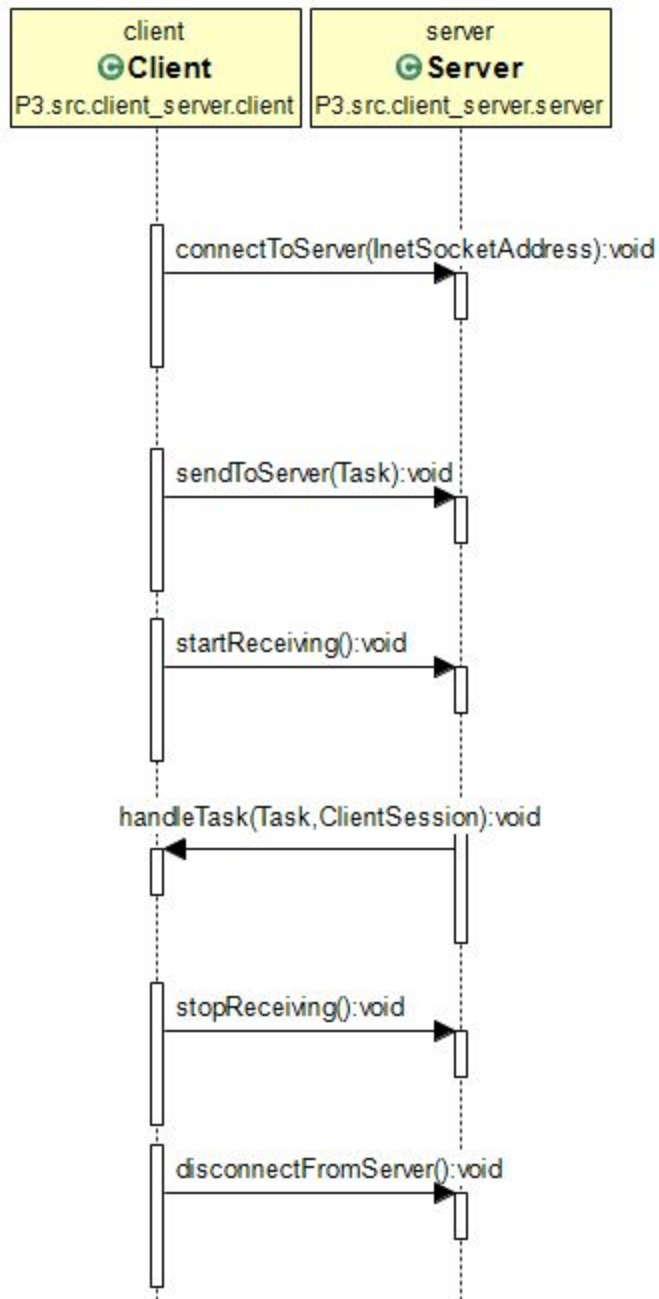 client
C Client
P3.src.client_server.client
server
C Server
P3.src.client_server.server
connectToServer(InetSocketAddress):void
sendToServer(Task):void
startReceiving():void
handleTask(Task,ClientSession):void
stopReceiving():void
disconnectFromServer():void